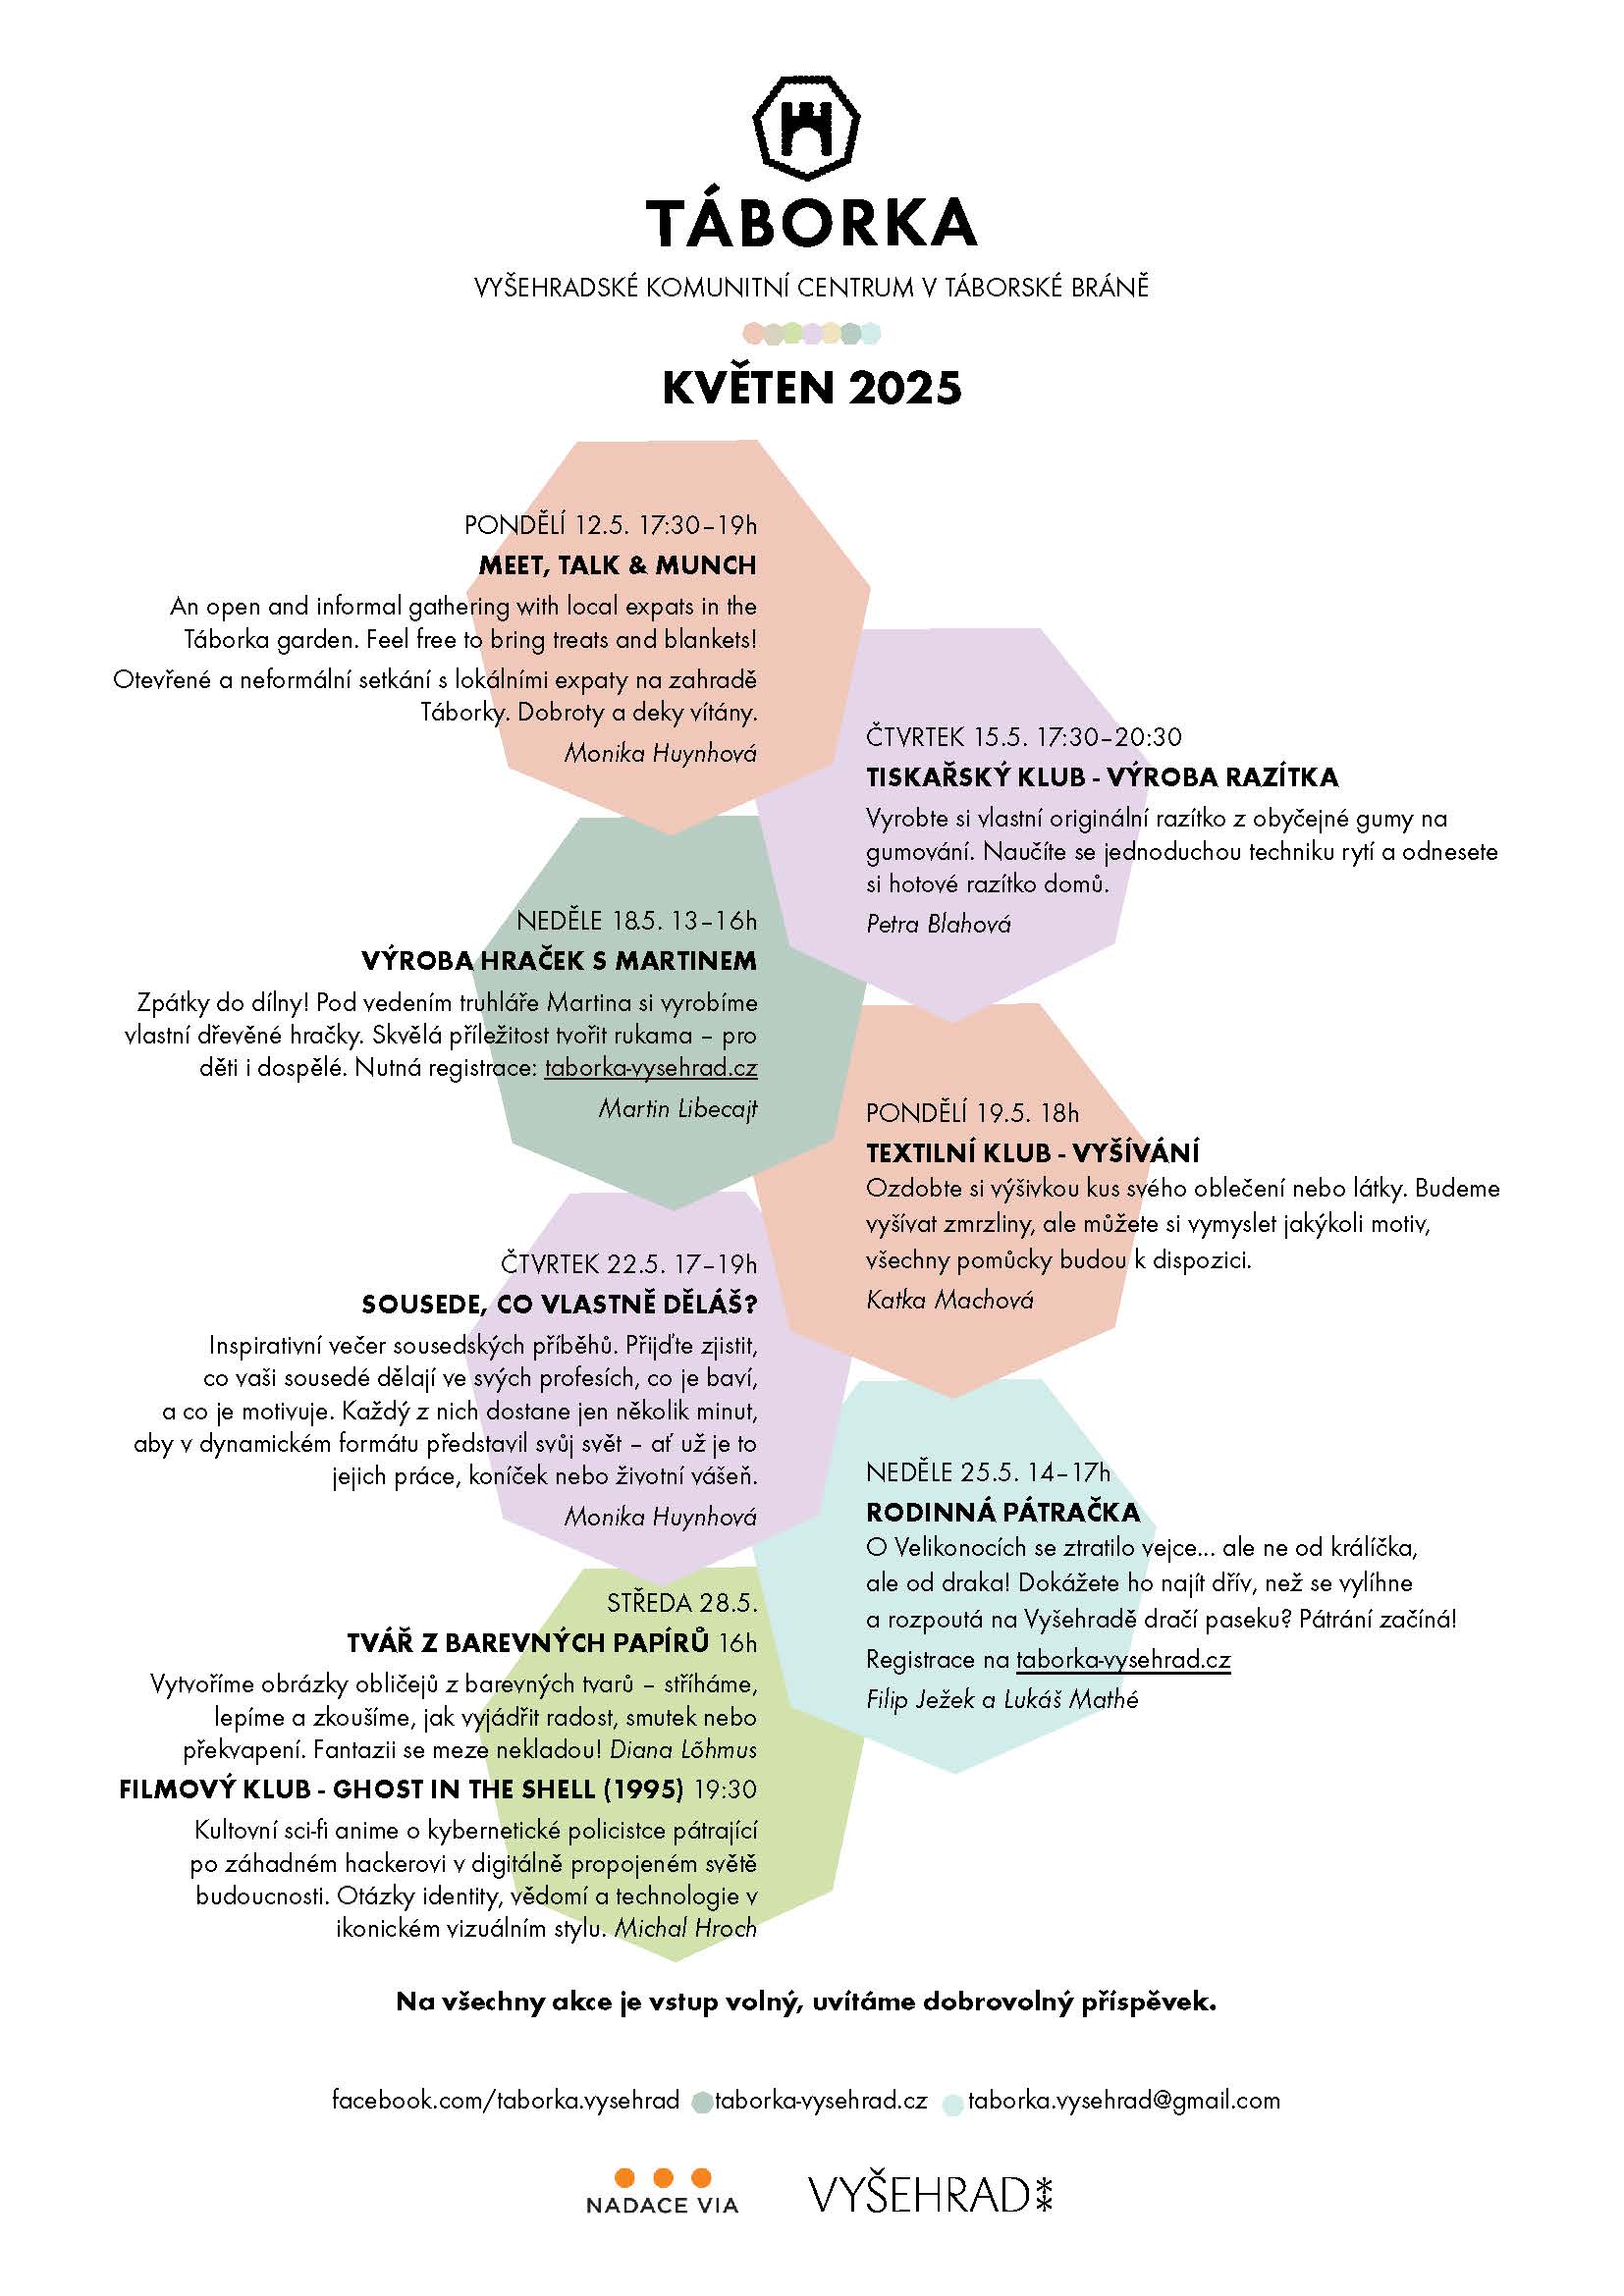 TÁBORKA
VYŠEHRADSKÉ KOMUNITNÍ CENTRUM V TÁBORSKÉ BRÁNĚ
KVĚTEN 2025
PONDĚLÍ 12.5. 17:30–19h
MEET, TALK & MUNCH
An open and informal gathering with local expats in the
Táborka garden. Feel free to bring treats and blankets!
Otevřené a neformální setkání s lokálními expaty na zahradě
Táborky. Dobroty a deky vítány.
Monika Huynhová
ČTVRTEK 15.5. 17:30–20:30
TISKAŘSKÝ KLUB - VÝROBA RAZÍTKA
Vyrobte si vlastní originální razítko z obyčejné gumy na
gumování. Naučíte se jednoduchou techniku rytí a odnesete
si hotové razítko domů.
Petra Blahová
NEDĚLE 18.5. 13–16h
VÝROBA HRAČEK S MARTINEM
Zpátky do dílny! Pod vedením truhláře Martina si vyrobíme
vlastní dřevěné hračky. Skvělá příležitost tvořit rukama – pro
děti i dospělé. Nutná registrace: taborka-vysehrad.cz
Martin Libecajt
PONDĚLÍ 19.5. 18h
TEXTILNÍ KLUB - VYŠÍVÁNÍ
Ozdobte si výšivkou kus svého oblečení nebo látky. Budeme
vyšívat zmrzliny, ale můžete si vymyslet jakýkoli motiv,
všechny pomůcky budou k dispozici.
Katka Machová
ČTVRTEK 22.5. 17–19h
SOUSEDE, CO VLASTNĚ DĚLÁŠ?
Inspirativní večer sousedských příběhů. Přijďte zjistit,
co vaši sousedé dělají ve svých profesích, co je baví,
a co je motivuje. Každý z nich dostane jen několik minut,
aby v dynamickém formátu představil svůj svět – ať už je to
jejich práce, koníček nebo životní vášeň.
Monika Huynhová
NEDĚLE 25.5. 14–17h
RODINNÁ PÁTRAČKA
O Velikonocích se ztratilo vejce... ale ne od králíčka,
ale od draka! Dokážete ho najít dřív, než se vylíhne
a rozpoutá na Vyšehradě dračí paseku? Pátrání začíná!
Registrace na taborka-vysehrad.cz
Filip Ježek a Lukáš Mathé
STŘEDA 28.5.
TVÁŘ Z BAREVNÝCH PAPÍRŮ 16h
Vytvoříme obrázky obličejů z barevných tvarů – stříháme,
lepíme a zkoušíme, jak vyjádřit radost, smutek nebo
překvapení. Fantazii se meze nekladou! Diana Lõhmus
FILMOVÝ KLUB - GHOST IN THE SHELL (1995) 19:30
Kultovní sci-fi anime o kybernetické policistce pátrající
po záhadném hackerovi v digitálně propojeném světě
budoucnosti. Otázky identity, vědomí a technologie v
ikonickém vizuálním stylu. Michal Hroch
Na všechny akce je vstup volný, uvítáme dobrovolný příspěvek.
facebook.com/taborka.vysehrad taborka-vysehrad.cz taborka.vysehrad@gmail.com
NADACE VIA VYŠEHRAD